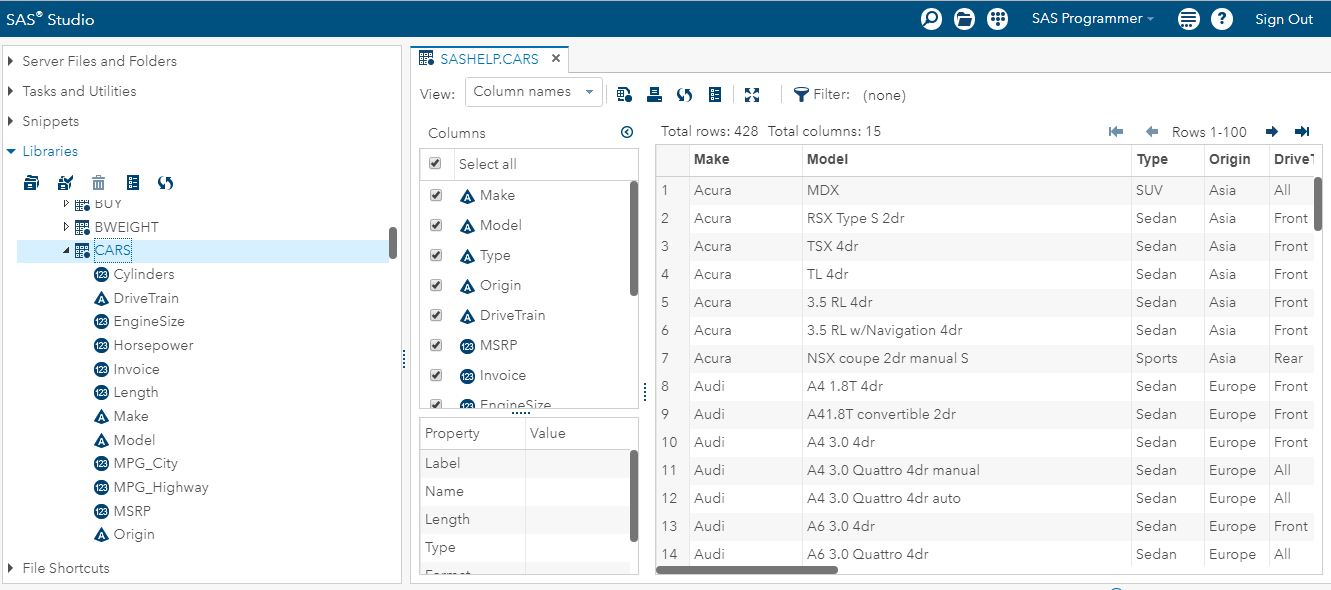 SAS® Studio
SAS Programmer
Sign Out
Server Files and Folders
Tasks and Utilities
Snippets
Libraries
BUY
BWEIGHT
CARS
Cylinders
DriveTrain
EngineSize
Horsepower
Invoice
Length
Make
Model
MPG_City
MPG_Highway
MSRP
Origin
File Shortcuts
SASHELP.CARS
View: Column names
Filter: (none)
Columns
Select all
Make
Model
Type
Origin
DriveTrain
MSRP
Invoice
EngineSize
Property Value
Label
Name
Length
Type
Format
Total rows: 428 Total columns: 15
Rows 1-100
Make Model Type Origin DriveT
1 Acura MDX SUV Asia All
2 Acura RSX Type S 2dr Sedan Asia Front
3 Acura TSX 4dr Sedan Asia Front
4 Acura TL 4dr Sedan Asia Front
5 Acura 3.5 RL 4dr Sedan Asia Front
6 Acura 3.5 RL w/Navigation 4dr Sedan Asia Front
7 Acura NSX coupe 2dr manual S Sports Asia Rear
8 Audi A4 1.8T 4dr Sedan Europe Front
9 Audi A41.8T convertible 2dr Sedan Europe Front
10 Audi A4 3.0 4dr Sedan Europe Front
11 Audi A4 3.0 Quattro 4dr manual Sedan Europe All
12 Audi A4 3.0 Quattro 4dr auto Sedan Europe All
13 Audi A6 3.0 4dr Sedan Europe Front
14 Audi A6 3.0 Quattro 4dr Sedan Europe All